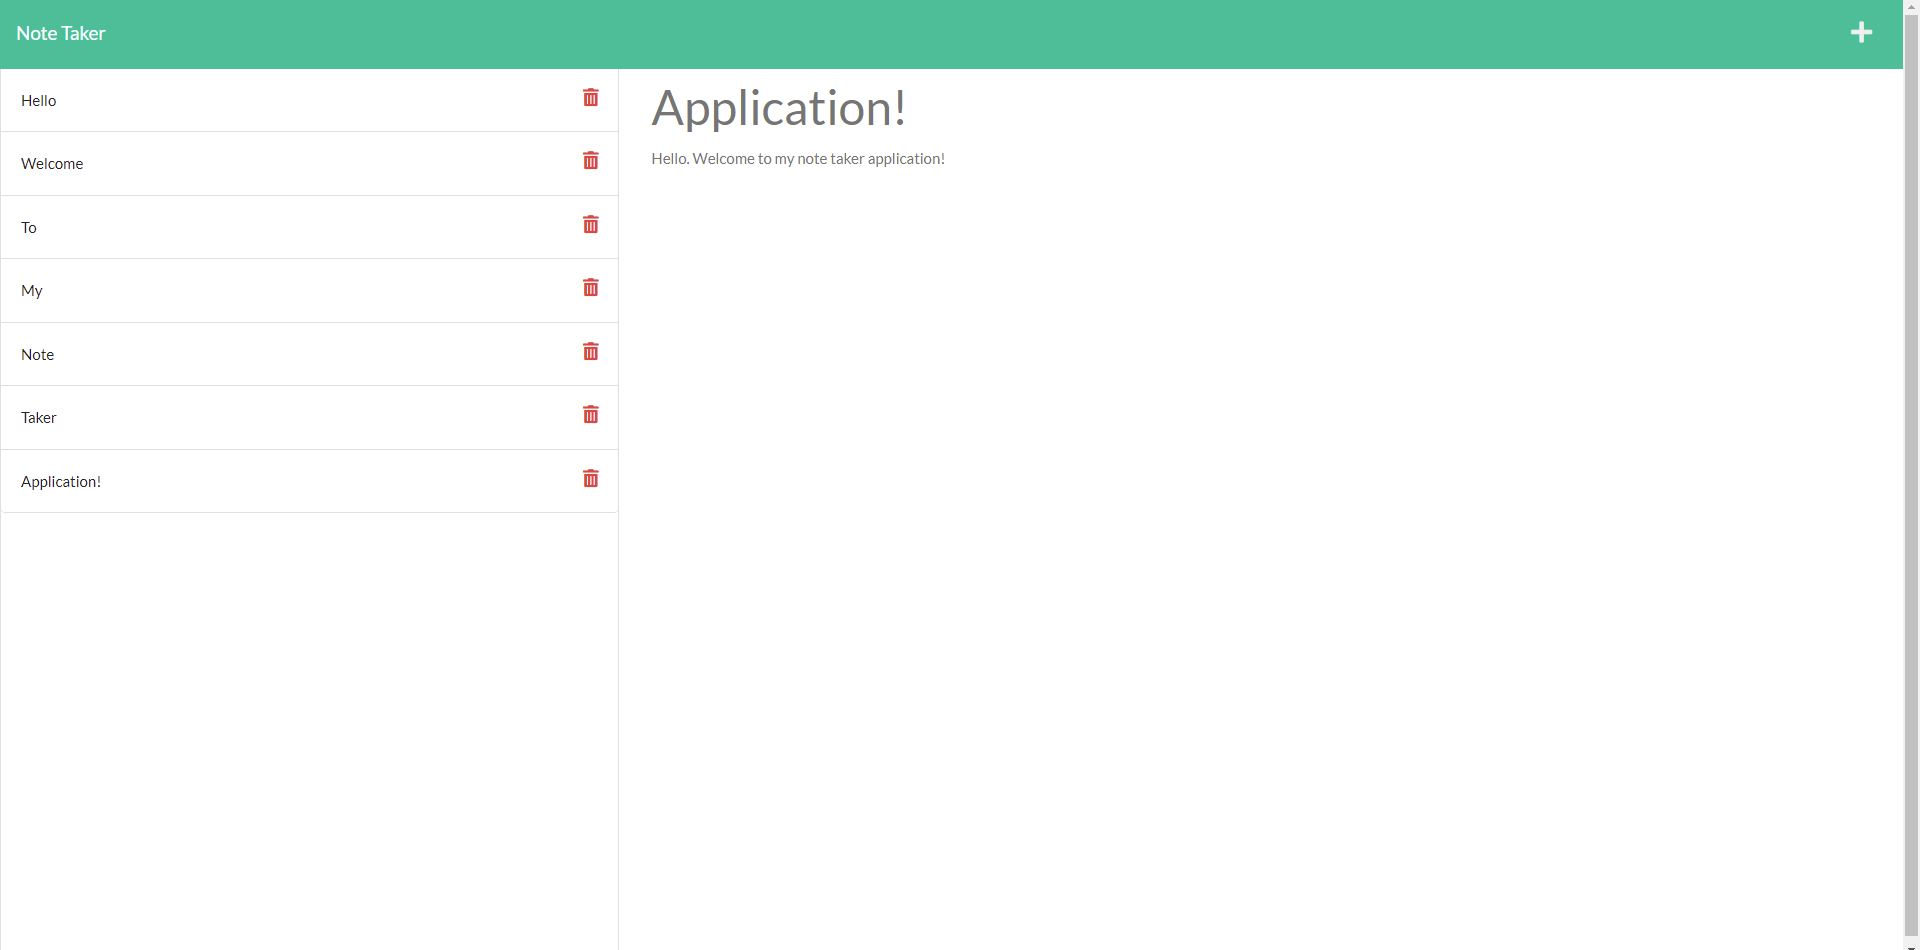 Note Taker
Hello
Welcome
To
My
Note
Taker
Application!
Application!
Hello. Welcome to my note taker application!